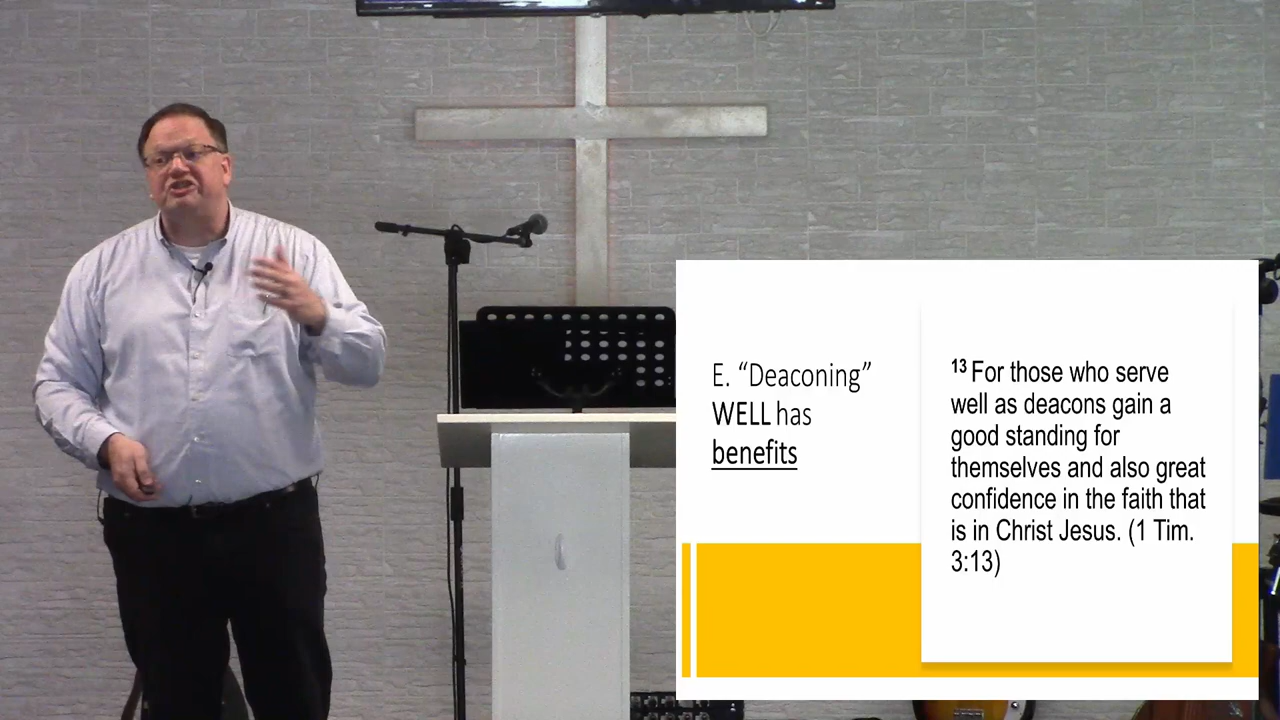 E. “Deaconing”
WELL has
benefits
13 For those who serve
well as deacons gain a
good standing for
themselves and also great
confidence in the faith that
is in Christ Jesus. (1 Tim.
3:13)